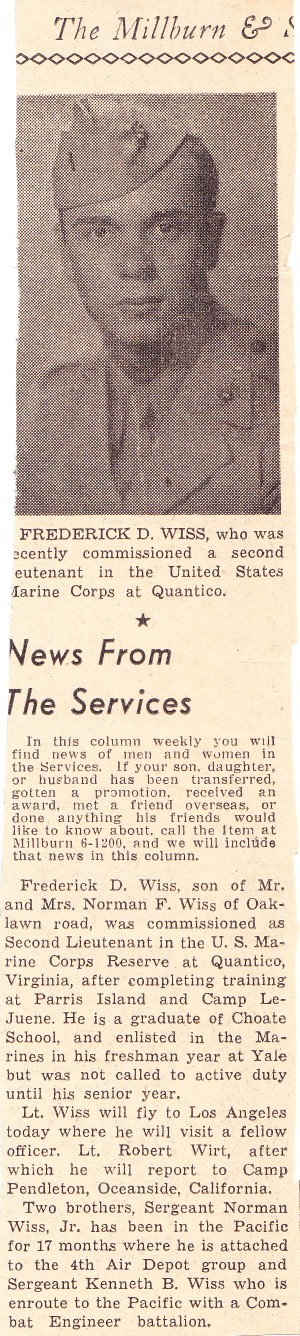 The Millburn & S
FREDERICK D. WISS, who was
ecently commissioned a second
eutenant in the United States
Marine Corps at Quantico.
News From
The Services
In this column weekly you will
find news of men and women in
the Services. If your son, daughter,
or husband has been transferred,
gotten a promotion, received an
award, met a friend overseas, or
done anything his friends would
like to know about, call the Item at
Millburn 6-1200, and we will include
that news in this column.
Frederick D. Wiss, son of Mr.
and Mrs. Norman F. Wiss of Oak-
lawn road, was commissioned as
Second Lieutenant in the U. S. Ma-
rine Corps Reserve at Quantico,
Virginia, after completing training
at Parris Island and Camp Le-
Juene. He is a graduate of Choate
School, and enlisted in the Ma-
rines in his freshman year at Yale
but was not called to active duty
until his senior year.
Lt. Wiss will fly to Los Angeles
today where he will visit a fellow
officer. Lt. Robert Wirt, after
which he will report to Camp
Pendleton, Oceanside, California.
Two brothers, Sergeant Norman
Wiss, Jr. has been in the Pacific
for 17 months where he is attached
to the 4th Air Depot group and
Sergeant Kenneth B. Wiss who is
enroute to the Pacific with a Com-
bat Engineer battalion.